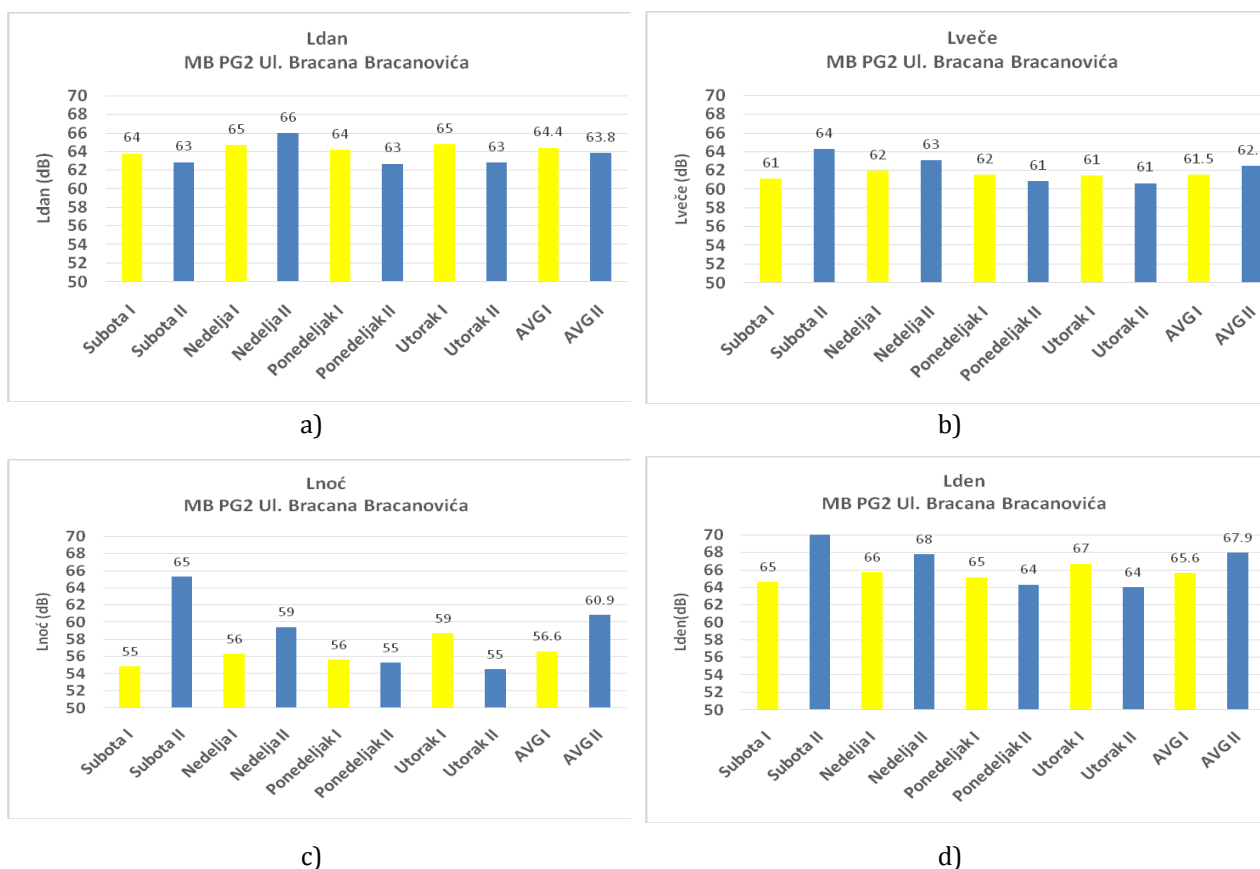 Ldan
MB PG2 Ul. Bracana Bracanovića
Ldan (dB)
70
68
66
64
62
60
58
56
54
52
50
64
63
65
66
64
63
65
63
64.4
63.8
Subota I
Subota II
Nedelja I
Nedelja II
Ponedeljak I
Ponedeljak II
Utorak I
Utorak II
AVG I
AVG II
a)
Lveče
MB PG2 Ul. Bracana Bracanovića
Lveče (dB)
70
68
66
64
62
60
58
56
54
52
50
61
64
62
63
62
61
61
61
61.5
62.
Subota I
Subota II
Nedelja I
Nedelja II
Ponedeljak I
Ponedeljak II
Utorak I
Utorak II
AVG I
AVG II
b)
Lnoć
MB PG2 Ul. Bracana Bracanovića
Lnoć (dB)
70
68
66
64
62
60
58
56
54
52
50
55
65
56
59
56
55
59
55
56.6
60.9
Subota I
Subota II
Nedelja I
Nedelja II
Ponedeljak I
Ponedeljak II
Utorak I
Utorak II
AVG I
AVG II
c)
Lden
MB PG2 Ul. Bracana Bracanovića
Lden(dB)
70
68
66
64
62
60
58
56
54
52
50
65
66
68
65
64
67
64
65.6
67.9
Subota I
Subota II
Nedelja I
Nedelja II
Ponedeljak I
Ponedeljak II
Utorak I
Utorak II
AVG I
AVG II
d)